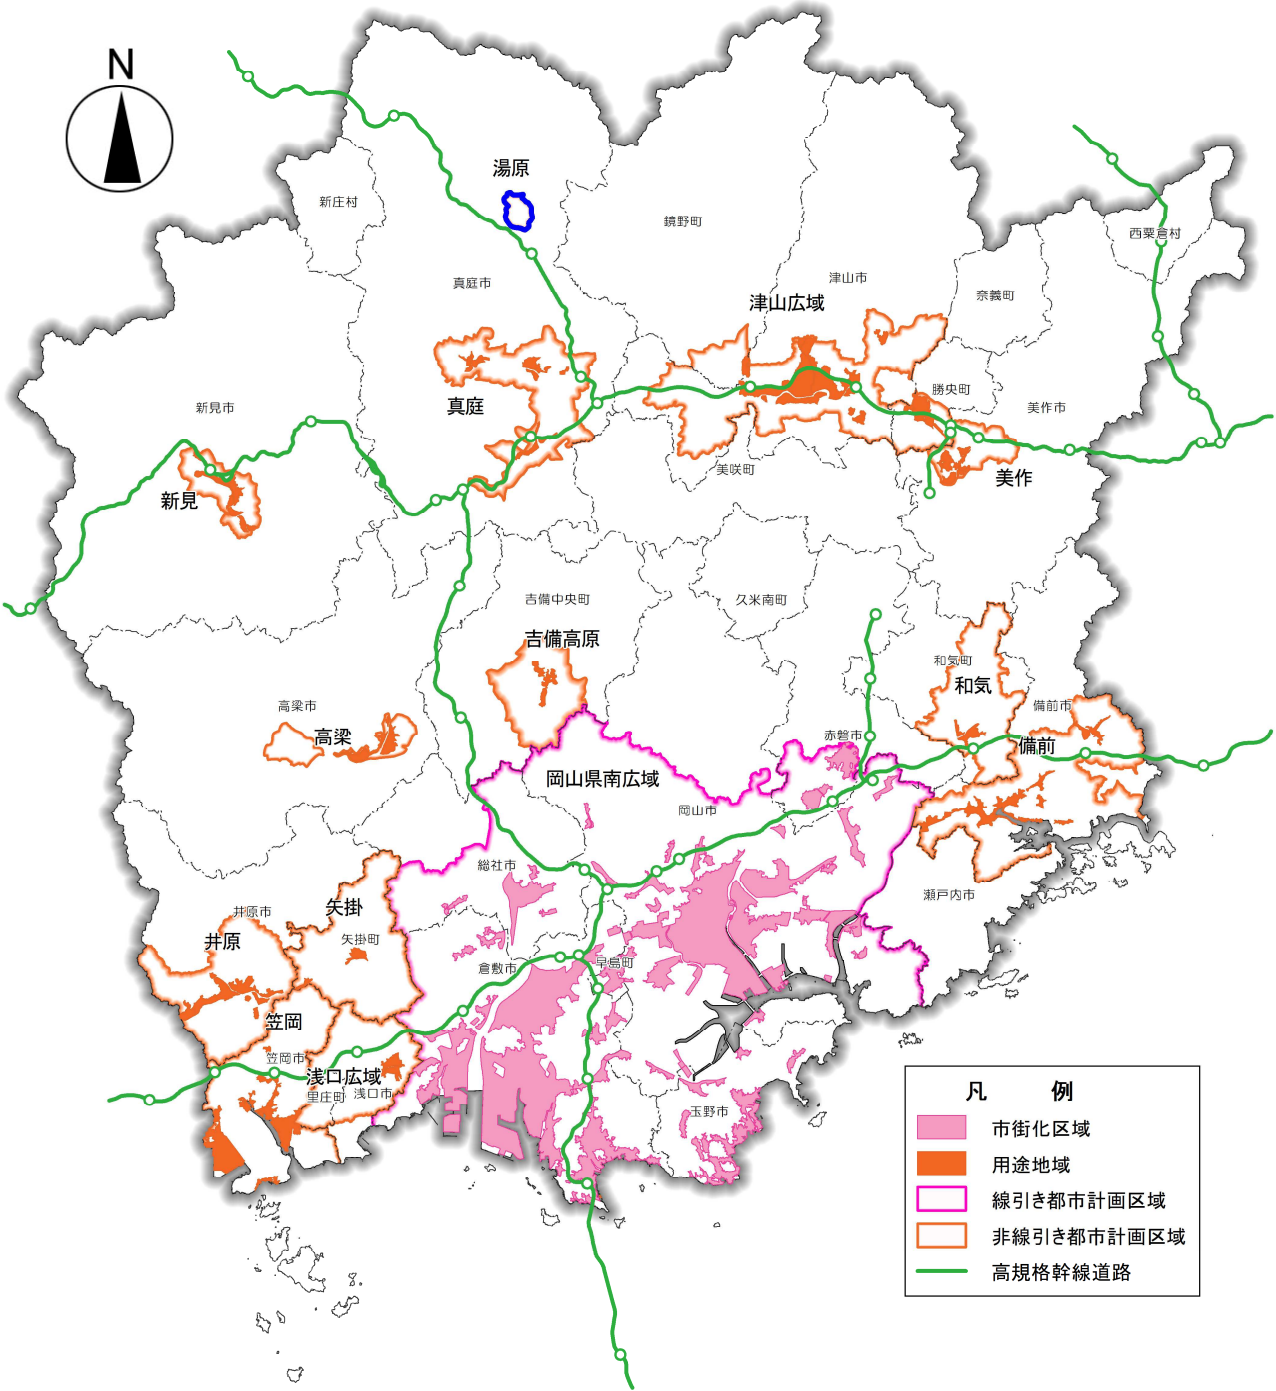 N
湯原
新庄村
鏡野町
西粟倉村
真庭市
津山市
奈義町
津山広域
勝央町
真庭
新見市
美作市
美咲町
美作
新見
吉備中央町
久米南町
吉備高原
和気町
和気
高梁市
備前市
高梁
赤磐市
備前
岡山県南広域
岡山市
総社市
瀬戸内市
矢掛
井原市
井原
矢掛町
早島町
倉敷市
笠岡
笠岡市
浅口広域
里庄町
浅口市
玉野市
凡 例
市街化区域
用途地域
線引き都市計画区域
非線引き都市計画区域
高規格幹線道路